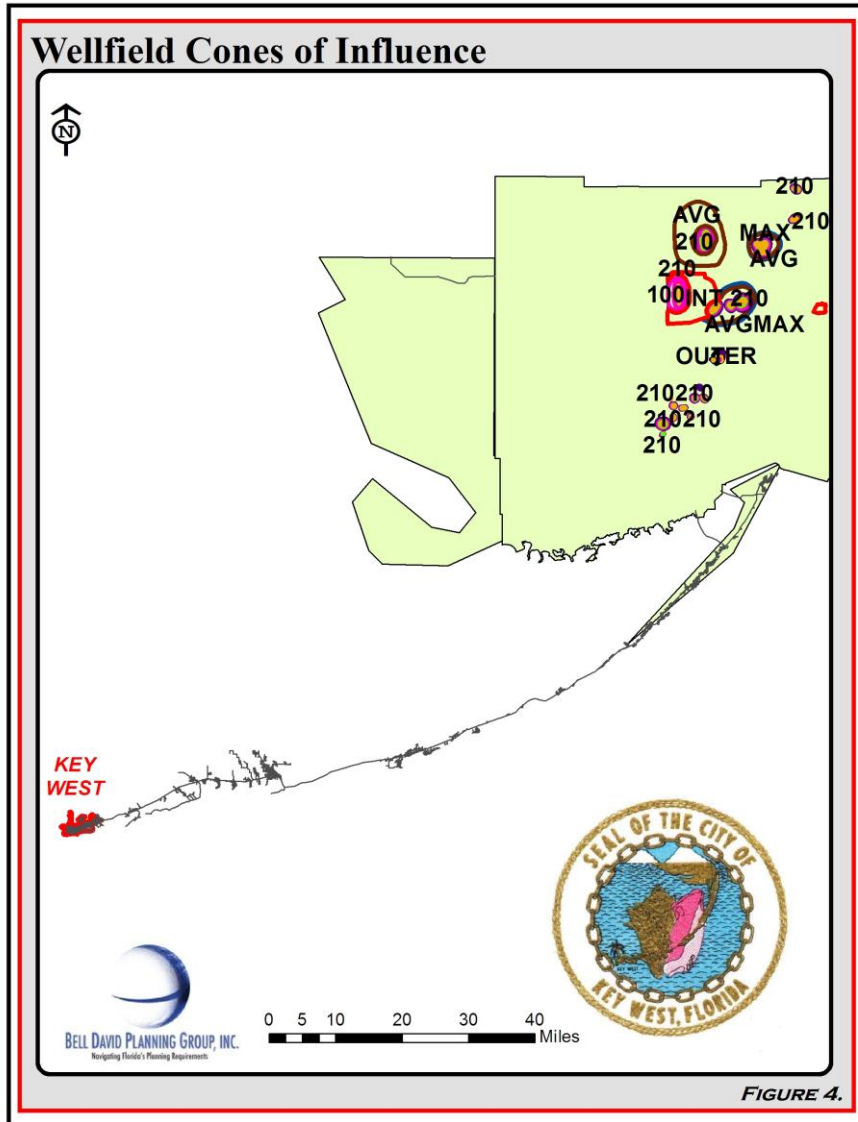 Wellfield Cones of Influence
N
210
AVG
210
210
MAX
AVG
210
100
INT
210
AVGMAX
OUTER
210210
210210
210
KEY
WEST
SEAL OF THE CITY OF
KEY WEST, FLORIDA
KEY WEST
BELL DAVID PLANNING GROUP, INC.
Navigating Florida's Planning Requirements
0 5 10 20 30 40
Miles
FIGURE 4.